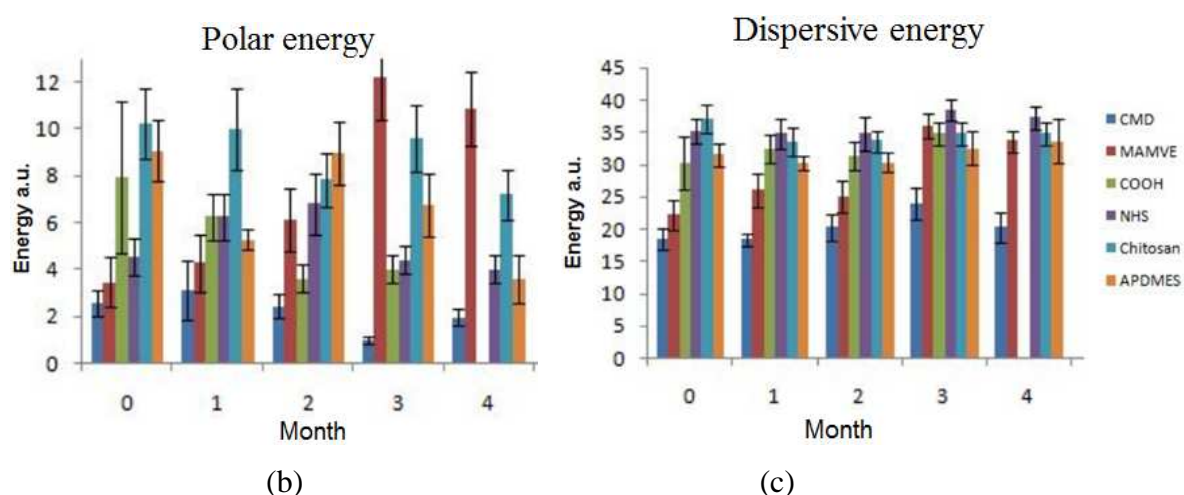 Polar energy
Energy a.u.
12
10
8
6
4
2
0
0 1 2 3 4
Month
(b)
Dispersive energy
Energy a.u.
45
40
35
30
25
20
15
10
5
0
0 1 2 3 4
Month
(c)
CMD
MAMVE
COOH
NHS
Chitosan
APDMES